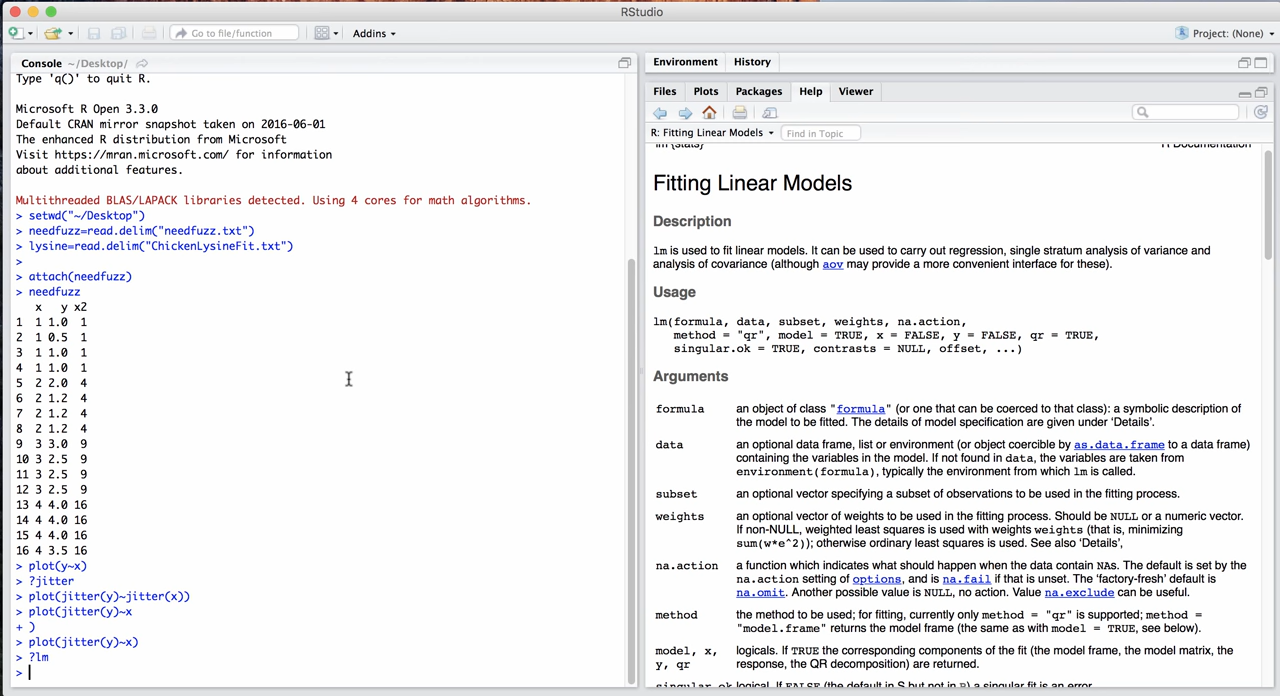 RStudio
Go to file/function
Addins
Project: (None)
Console ~/Desktop/
Type 'q()' to quit R.
Microsoft R Open 3.3.0
Default CRAN mirror snapshot taken on 2016-06-01
The enhanced R distribution from Microsoft
Visit https://mran.microsoft.com/ for information
about additional features.
Multithreaded BLAS/LAPACK libraries detected. Using 4 cores for math algorithms.
> setwd("~/Desktop")
> needfuzz=read.delim("needfuzz.txt")
> lysine=read.delim("ChickenLysineFit.txt")
>
> attach(needfuzz)
> needfuzz
x y x2
1 1 1.0 1
2 1 0.5 1
3 1 1.0 1
4 1 1.0 1
5 2 2.0 4
6 2 1.2 4
7 2 1.2 4
8 2 1.2 4
9 3 3.0 9
10 3 2.5 9
11 3 2.5 9
12 3 2.5 9
13 4 4.0 16
14 4 4.0 16
15 4 4.0 16
16 4 3.5 16
> plot(y~x)
> ?jitter
> plot(jitter(y)~jitter(x))
> plot(jitter(y)~x
+ )
> plot(jitter(y)~x)
> ?lm
>
Environment History
Files Plots Packages Help Viewer
R: Fitting Linear Models Find in Topic
lm {stats} R Documentation
Fitting Linear Models
Description
lm is used to fit linear models. It can be used to carry out regression, single stratum analysis of variance and
analysis of covariance (although aov may provide a more convenient interface for these).
Usage
lm(formula, data, subset, weights, na.action,
method = "qr", model = TRUE, x = FALSE, y = FALSE, qr = TRUE,
singular.ok = TRUE, contrasts = NULL, offset, ...)
Arguments
formula an object of class "formula" (or one that can be coerced to that class): a symbolic description of
the model to be fitted. The details of model specification are given under ‘Details’.
data an optional data frame, list or environment (or object coercible by as.data.frame to a data frame)
containing the variables in the model. If not found in data, the variables are taken from
environment(formula), typically the environment from which lm is called.
subset an optional vector specifying a subset of observations to be used in the fitting process.
weights an optional vector of weights to be used in the fitting process. Should be NULL or a numeric vector.
If non-NULL, weighted least squares is used with weights weights (that is, minimizing
sum(w*e^2)); otherwise ordinary least squares is used. See also ‘Details’,
na.action a function which indicates what should happen when the data contain NAs. The default is set by
the na.action setting of options, and is na.fail if that is unset. The ‘factory-fresh’ default is
na.omit. Another possible value is NULL, no action. Value na.exclude can be useful.
method the method to be used; for fitting, currently only method = "qr" is supported; method =
"model.frame" returns the model frame (the same as with model = TRUE, see below).
model, x, logicals. If TRUE the corresponding components of the fit (the model frame, the model matrix, the
y, qr response, the QR decomposition) are returned.
singular.ok logical. If FALSE (the default in S but not in R) a singular fit is an error.